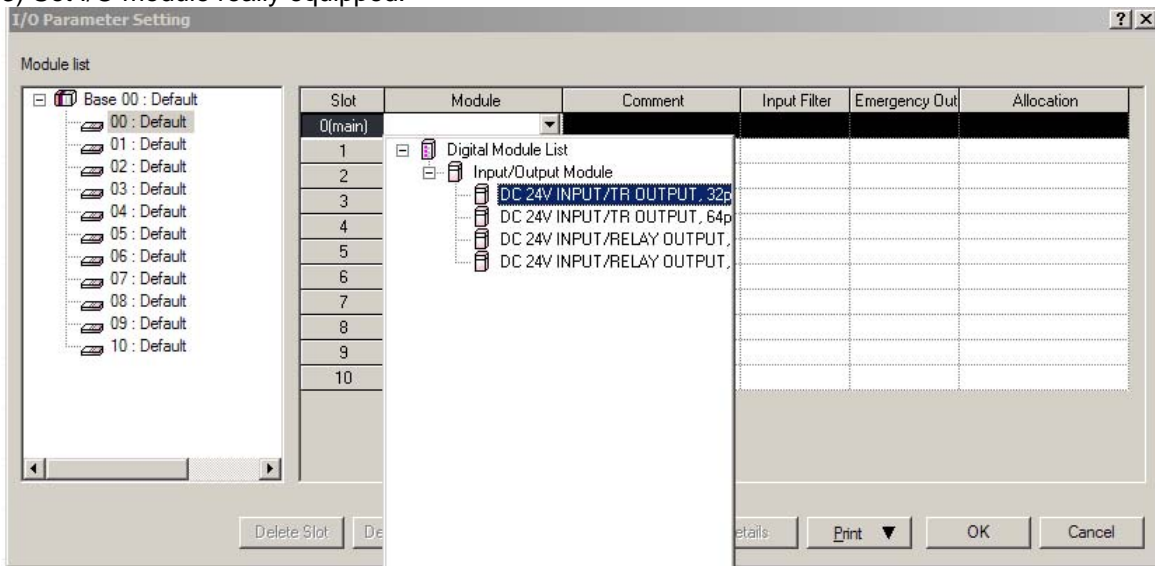 Set I/O module really equipped.
I/O Parameter Setting
Module list
Base 00 : Default
00 : Default
01 : Default
02 : Default
03 : Default
04 : Default
05 : Default
06 : Default
07 : Default
08 : Default
09 : Default
10 : Default
Slot Module Comment Input Filter Emergency Out Allocation
0(main)
1
2
3
4
5
6
7
8
9
10
Digital Module List
Input/Output Module
DC 24V INPUT/TR OUTPUT, 32p
DC 24V INPUT/TR OUTPUT, 64p
DC 24V INPUT/RELAY OUTPUT,
DC 24V INPUT/RELAY OUTPUT,
Delete Slot De etails Print ▼ OK Cancel